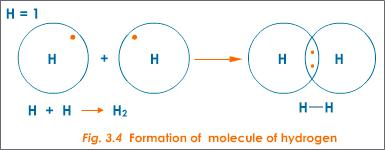 H = 1
H + H → H H
H—H
H + H → H₂
Fig. 3.4 Formation of molecule of hydrogen